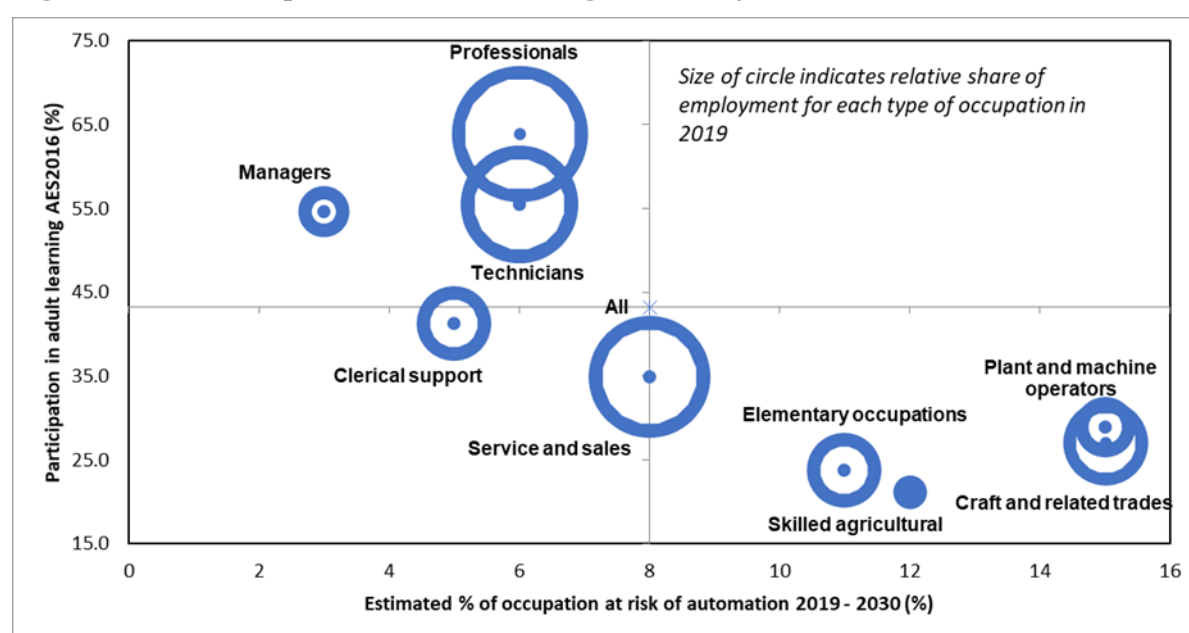 75.0
65.0
55.0
45.0
35.0
25.0
15.0
Participation in adult learning AES2016 (%)
Professionals
Size of circle indicates relative share of
employment for each type of occupation in
2019
Managers
Technicians
All
Clerical support
Plant and machine
operators
Elementary occupations
Service and sales
Craft and related trades
Skilled agricultural
0 2 4 6 8 10 12 14 16
Estimated % of occupation at risk of automation 2019 - 2030 (%)